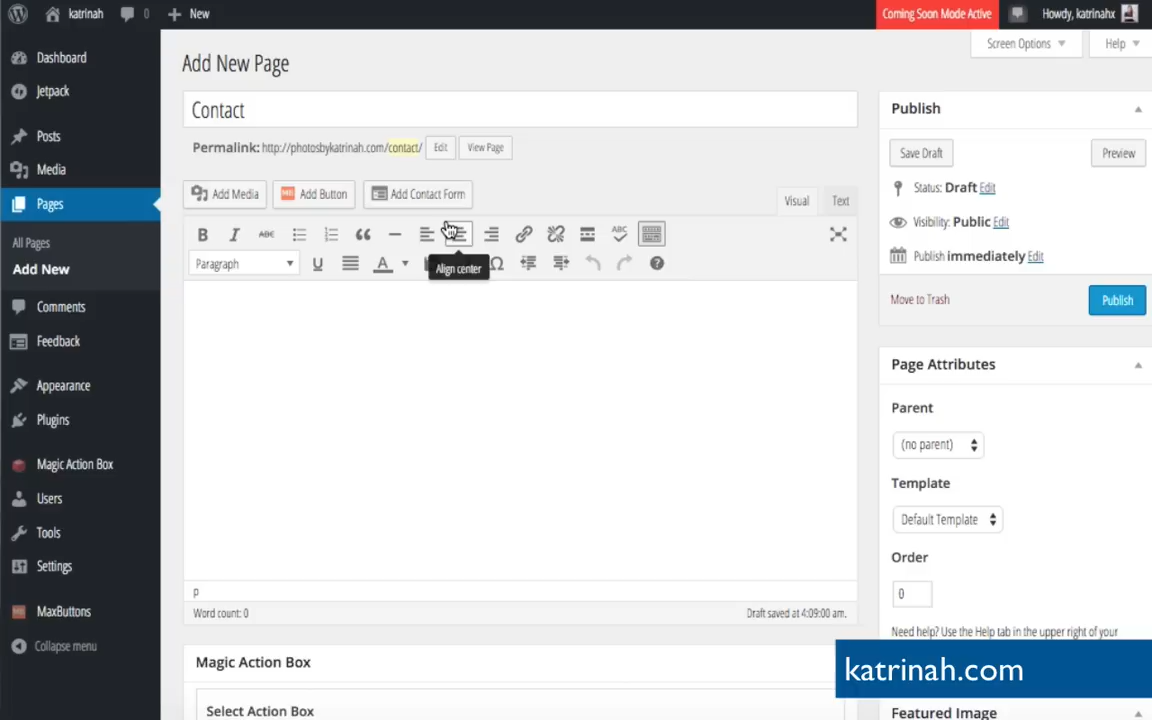 katrinah 0 New Coming Soon Mode Active Howdy, katrinahx
Screen Options Help
Dashboard
Jetpack
Posts
Media
Pages
All Pages
Add New
Comments
Feedback
Appearance
Plugins
Magic Action Box
Users
Tools
Settings
MaxButtons
Collapse menu
Add New Page
Contact
Permalink: http://photosbykatrinah.com/contact/ Edit View Page
Add Media Add Button Add Contact Form
Visual Text
B I ABC ABC
Paragraph U A Ω
Align center
p
Word count: 0 Draft saved at 4:09:00 am.
Magic Action Box
Select Action Box
Publish
Save Draft Preview
Status: Draft Edit
Visibility: Public Edit
Publish immediately Edit
Move to Trash Publish
Page Attributes
Parent
(no parent)
Template
Default Template
Order
0
Need help? Use the Help tab in the upper right of your
katrinah.com
Featured Image